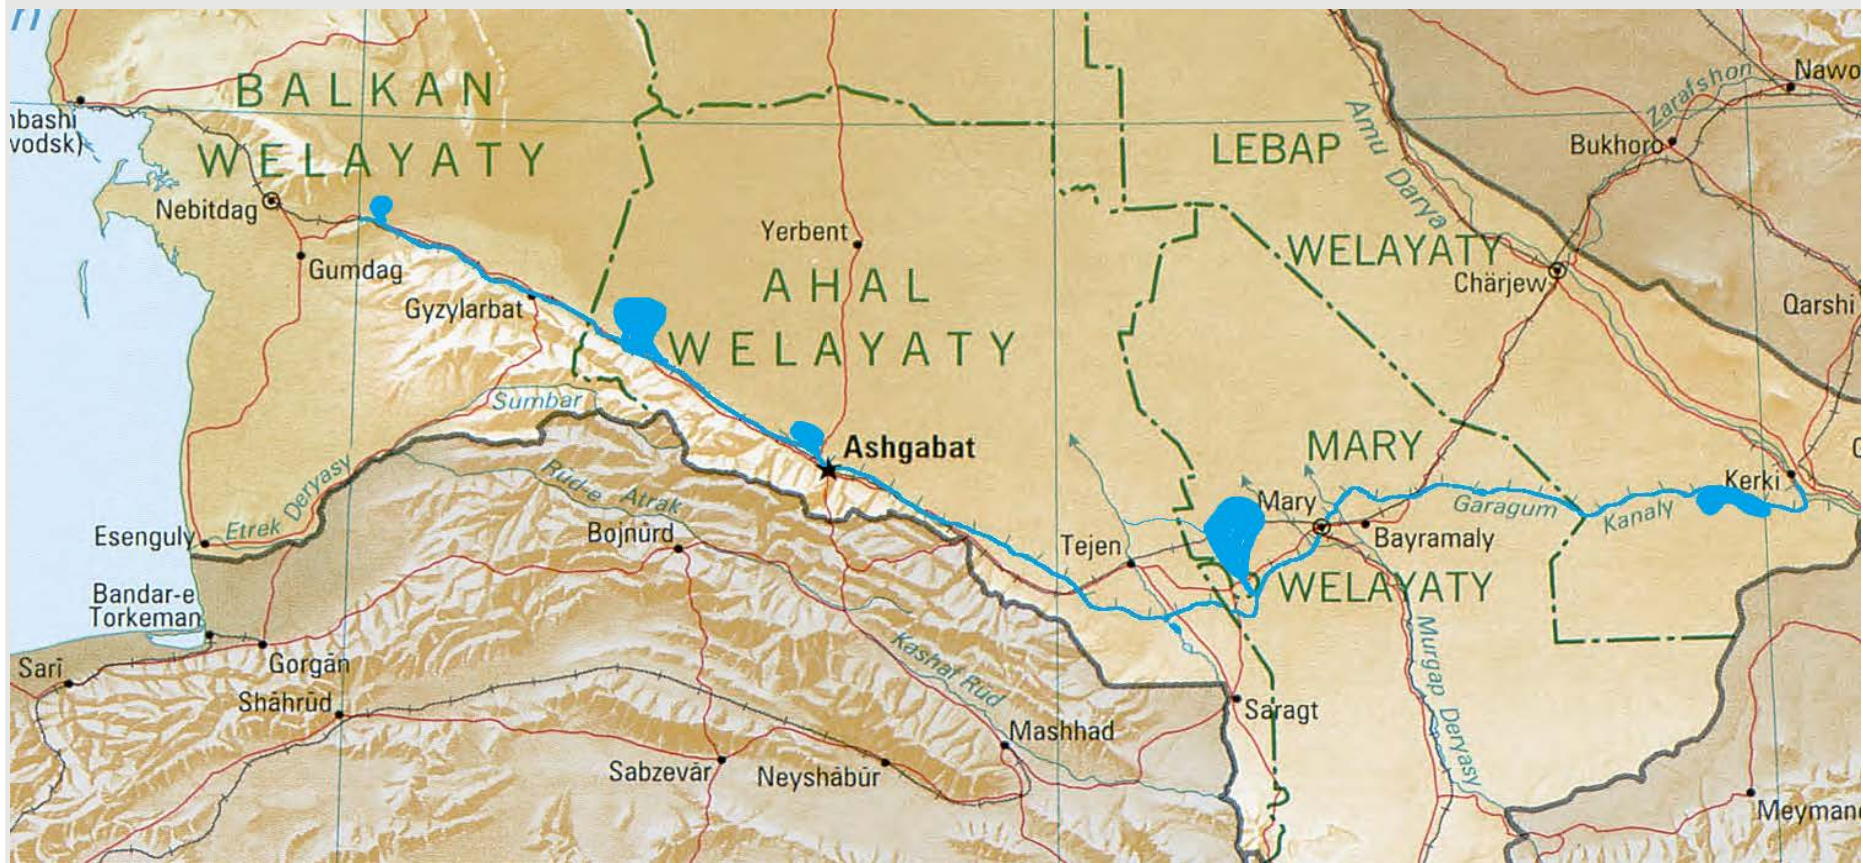 BALKAN
WELAYATY
nbashi
vodsk)
Nebitdag
Gumdag
Gyzylarbat
Yerbent
AHAL
WELAYATY
Ashgabat
LEBAP
WELAYATY
Amu Darya
Zarafshon
Nawo
Bukhoro
Chärjew
Qarshi
MARY
WELAYATY
Mary
Bayramaly
Garagum Kanaly
Kerki
Tejen
Saragt
Murgap Deryasy
Sumbar
Etrek Deryasy
Esenguly
Rūd-e Atrak
Bojnūrd
Bandar-e
Torkeman
Gorgān
Sarī
Shāhrūd
Sabzevār
Neyshābūr
Kashaf Rūd
Mashhad
Meymane